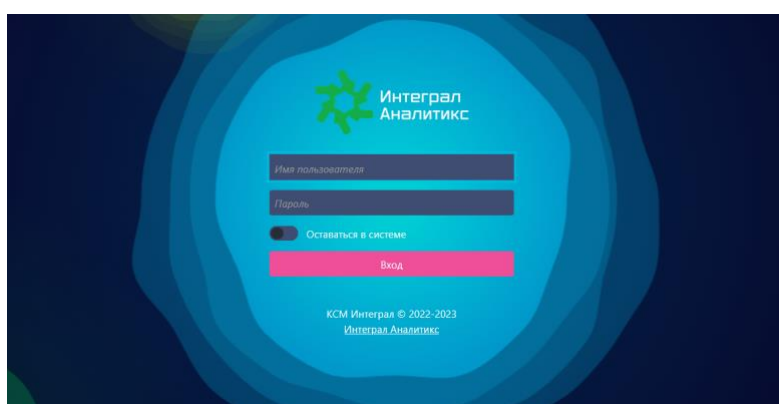 Интеграл
Аналитикс
Имя пользователя
Пароль
Оставаться в системе
Вход
КСМ Интеграл © 2022-2023
Интеграл Аналитикс